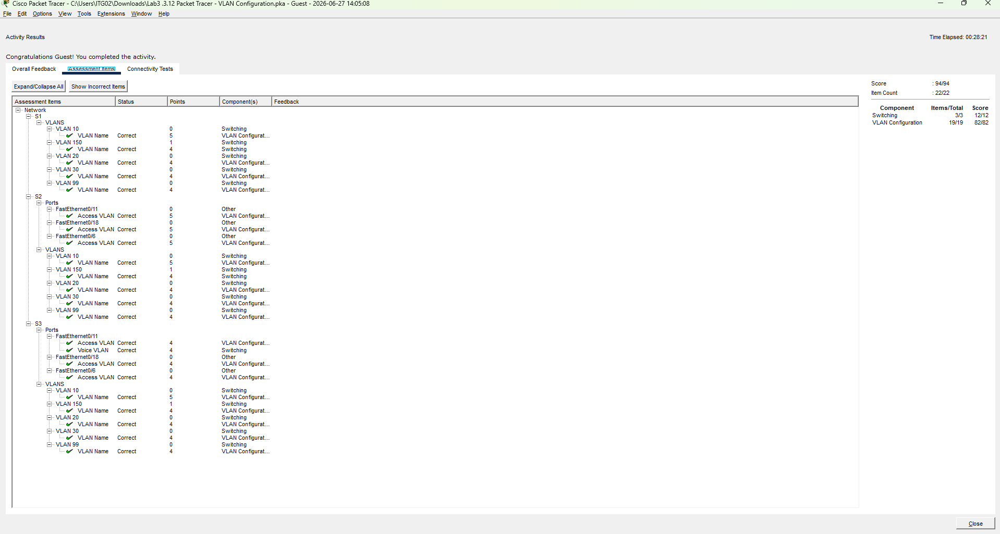 Cisco Packet Tracer - C:\Users\ITG02\Downloads\Lab3 .3.12 Packet Tracer - VLAN Configuration.pka - Guest - 2026-06-27 14:05:08
File Edit Options View Tools Extensions Window Help
Activity Results Time Elapsed: 00:28:21
Congratulations Guest! You completed the activity.
Overall Feedback Assessment Items Connectivity Tests
Expand/Collapse All Show Incorrect Items
Score : 94/94
Item Count : 22/22
Component Items/Total Score
Switching 3/3 12/12
VLAN Configuration 19/19 82/82
Assessment Items Status Points Component(s) Feedback
Network
S1
VLANS
VLAN 10 0 Switching
VLAN Name Correct 5 VLAN Configurat...
VLAN 150 1 Switching
VLAN Name Correct 4 Switching
VLAN 20 0 Switching
VLAN Name Correct 4 VLAN Configurat...
VLAN 30 0 Switching
VLAN Name Correct 4 VLAN Configurat...
VLAN 99 0 Switching
VLAN Name Correct 4 VLAN Configurat...
S2
Ports
FastEthernet0/11 0 Other
Access VLAN Correct 5 VLAN Configurat...
FastEthernet0/18 0 Other
Access VLAN Correct 5 VLAN Configurat...
FastEthernet0/6 0 Other
Access VLAN Correct 5 VLAN Configurat...
VLANS
VLAN 10 0 Switching
VLAN Name Correct 5 VLAN Configurat...
VLAN 150 1 Switching
VLAN Name Correct 4 Switching
VLAN 20 0 Switching
VLAN Name Correct 4 VLAN Configurat...
VLAN 30 0 Switching
VLAN Name Correct 4 VLAN Configurat...
VLAN 99 0 Switching
VLAN Name Correct 4 VLAN Configurat...
S3
Ports
FastEthernet0/11
Access VLAN Correct 4 VLAN Configurat...
Voice VLAN Correct 4 Switching
FastEthernet0/18 0 Other
Access VLAN Correct 4 VLAN Configurat...
FastEthernet0/6 0 Other
Access VLAN Correct 4 VLAN Configurat...
VLANS
VLAN 10 0 Switching
VLAN Name Correct 5 VLAN Configurat...
VLAN 150 1 Switching
VLAN Name Correct 4 VLAN Configurat...
VLAN 20 0 Switching
VLAN Name Correct 4 VLAN Configurat...
VLAN 30 0 Switching
VLAN Name Correct 4 VLAN Configurat...
VLAN 99 0 Switching
VLAN Name Correct 4 VLAN Configurat...
Close